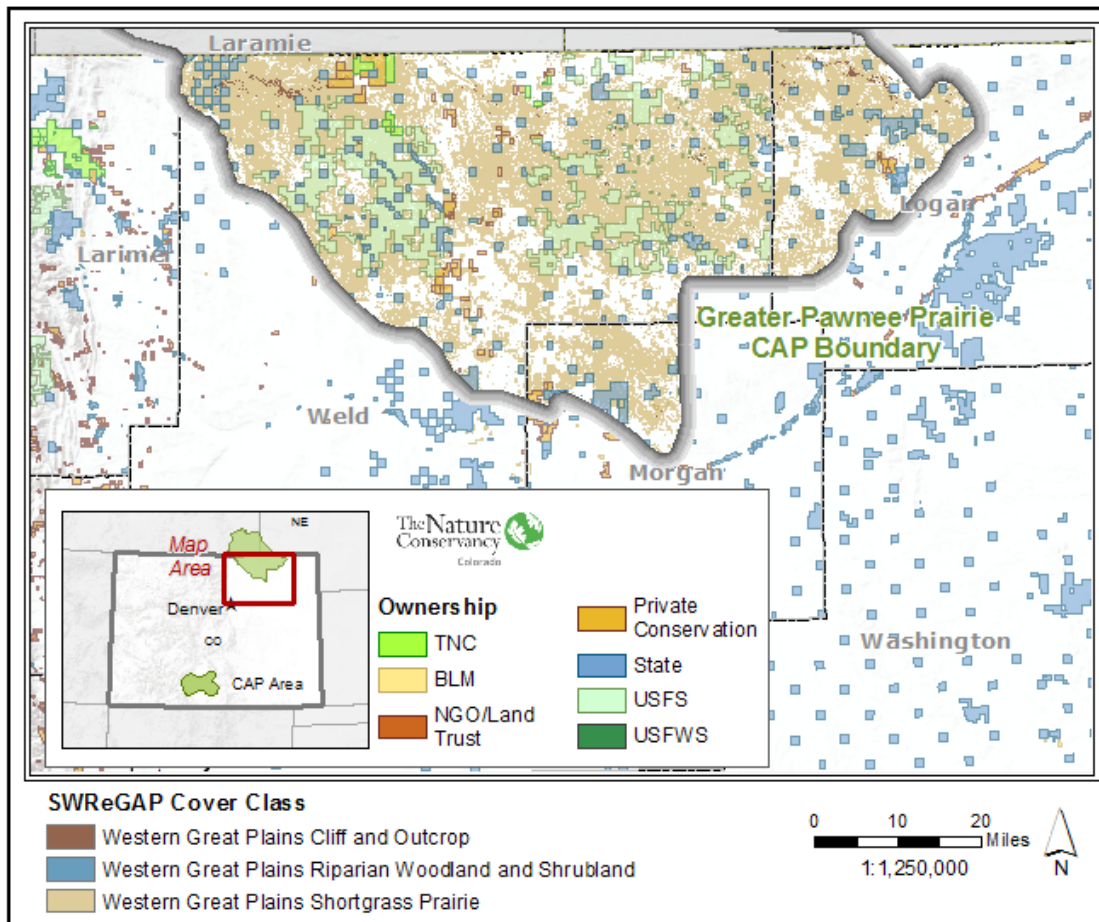 Laramie
Logan
Larimer
Greater Pawnee Prairie
CAP Boundary
Weld
Morgan
Washington
NE
Map
Area
Denver
CO
CAP Area
The Nature
Conservancy
Colorado
Ownership
TNC
BLM
NGO/Land
Trust
Private
Conservation
State
USFS
USFWS
SWReGAP Cover Class
Western Great Plains Cliff and Outcrop
Western Great Plains Riparian Woodland and Shrubland
Western Great Plains Shortgrass Prairie
0 10 20
Miles
1:1,250,000
N